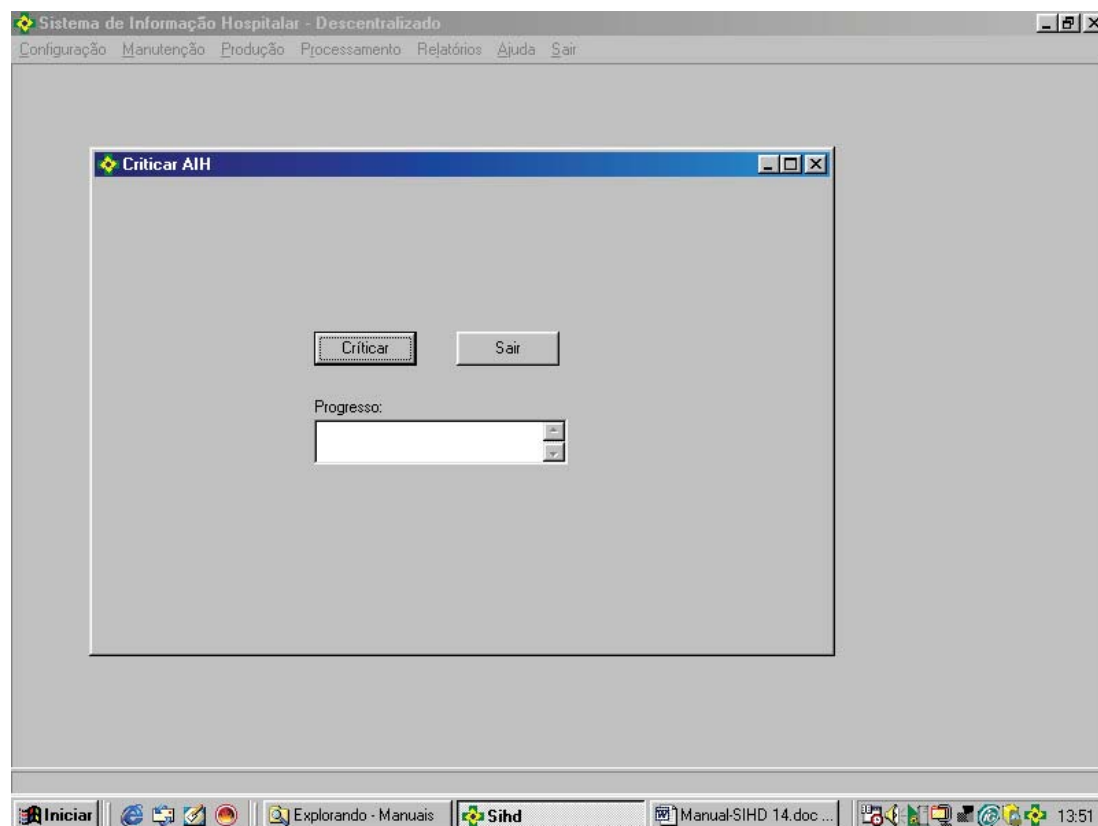 Sistema de Informação Hospitalar - Descentralizado
Configuração Manutenção Produção Processamento Relatórios Ajuda Sair
Criticar AIH
Críticar Sair
Progresso:
Iniciar Explorando - Manuais Sihd Manual-SIHD 14.doc ... 13:51